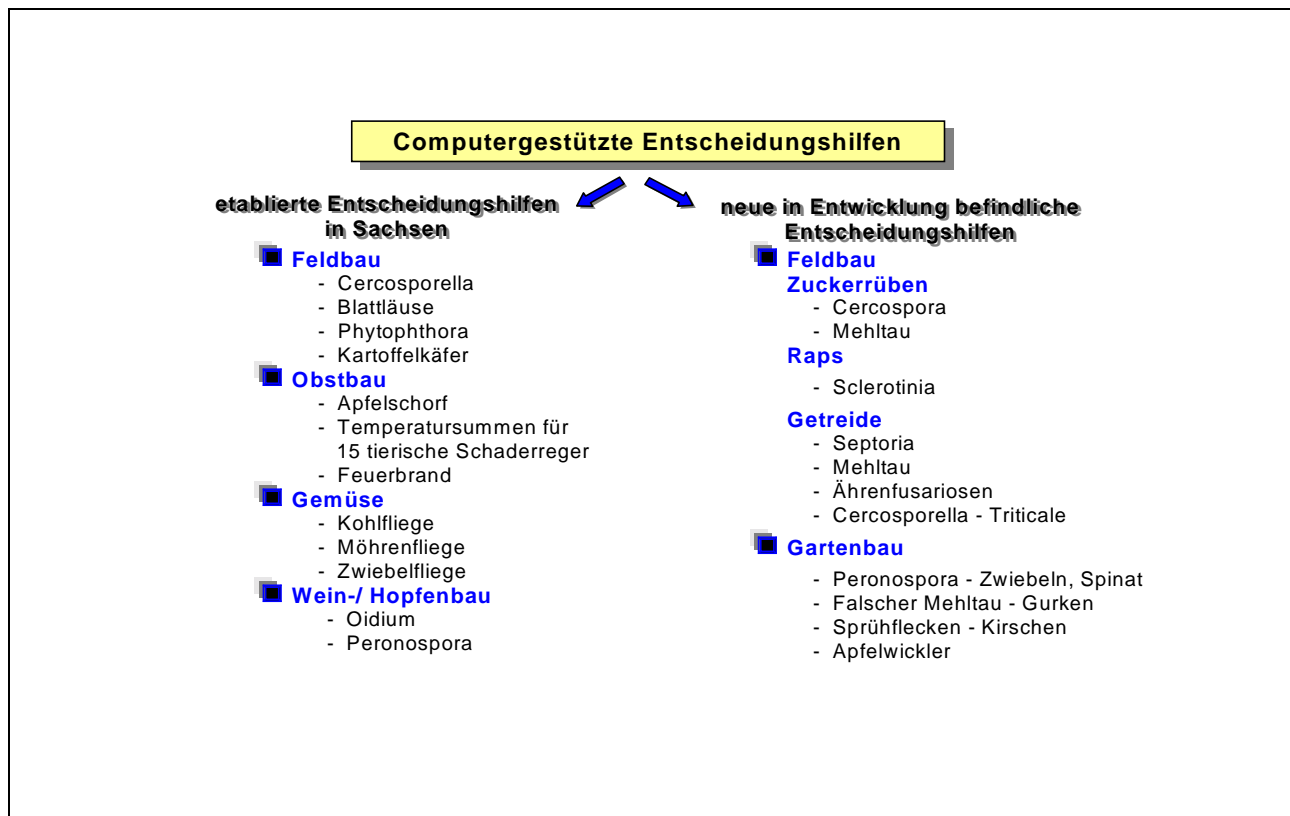 Computergestützte Entscheidungshilfen
etablierte Entscheidungshilfen
in Sachsen
Feldbau
- Cercosporella
- Blattläuse
- Phytophthora
- Kartoffelkäfer
Obstbau
- Apfelschorf
- Temperatursummen für
15 tierische Schaderreger
- Feuerbrand
Gemüse
- Kohlfliege
- Möhrenfliege
- Zwiebelfliege
Wein-/ Hopfenbau
- Oidium
- Peronospora
neue in Entwicklung befindliche
Entscheidungshilfen
Feldbau
Zuckerrüben
- Cercospora
- Mehltau
Raps
- Sclerotinia
Getreide
- Septoria
- Mehltau
- Ährenfusariosen
- Cercosporella - Triticale
Gartenbau
- Peronospora - Zwiebeln, Spinat
- Falscher Mehltau - Gurken
- Sprühflecken - Kirschen
- Apfelwickler